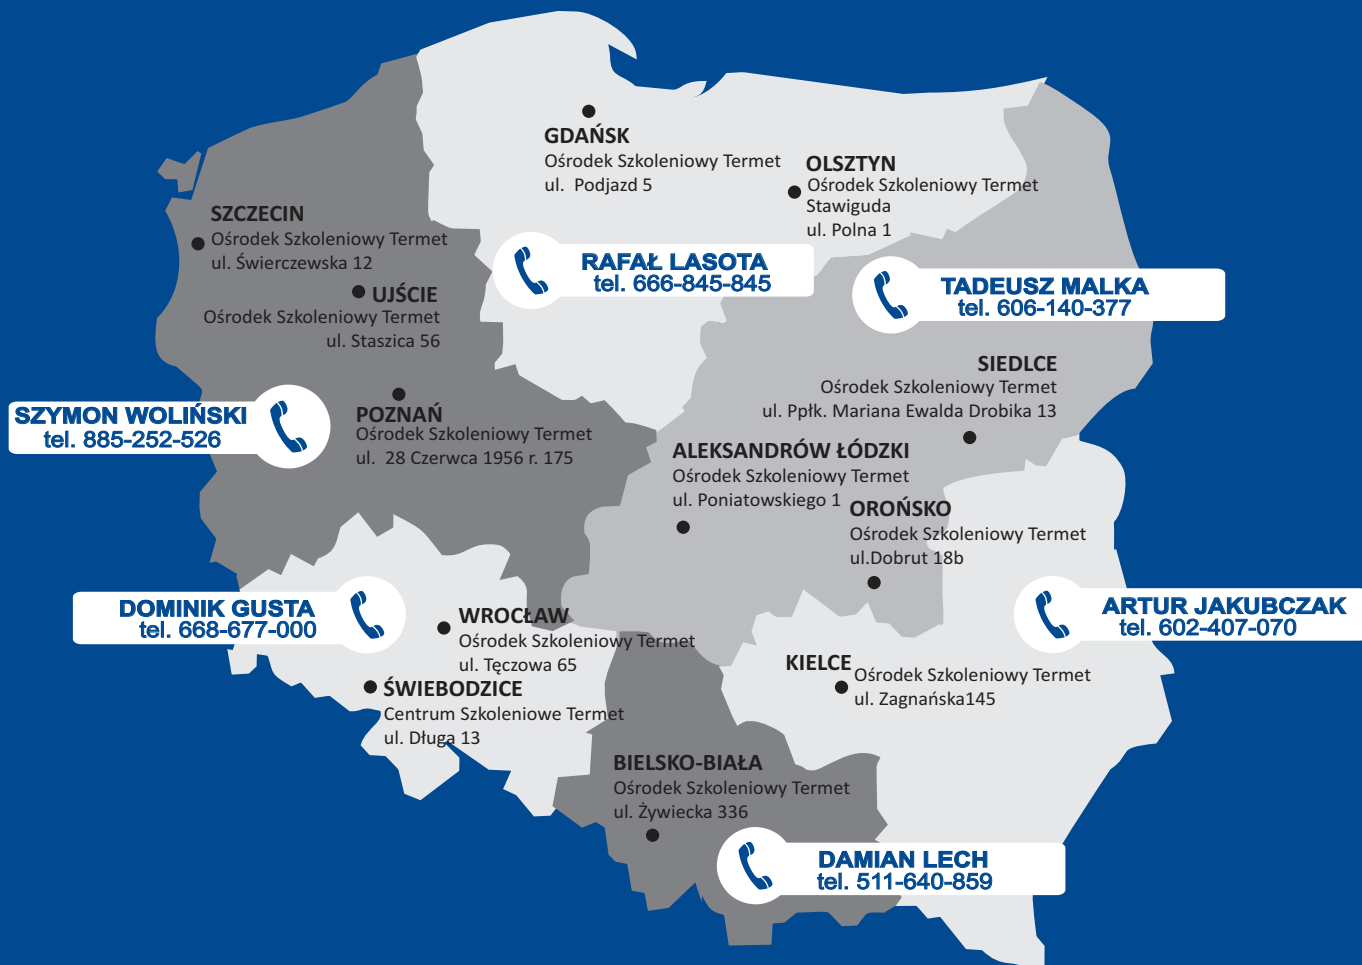 GDAŃSK
Ośrodek Szkoleniowy Termet
ul. Podjazd 5
OLSZTYN
Ośrodek Szkoleniowy Termet
Stawiguda
ul. Polna 1
SZCZECIN
Ośrodek Szkoleniowy Termet
ul. Świerczewska 12
RAFAŁ LASOTA
tel. 666-845-845
TADEUSZ MALKA
tel. 606-140-377
UJŚCIE
Ośrodek Szkoleniowy Termet
ul. Staszica 56
SIEDLCE
Ośrodek Szkoleniowy Termet
ul. Ppłk. Mariana Ewalda Drobika 13
SZYMON WOLIŃSKI
tel. 885-252-526
POZNAŃ
Ośrodek Szkoleniowy Termet
ul. 28 Czerwca 1956 r. 175
ALEKSANDRÓW ŁÓDZKI
Ośrodek Szkoleniowy Termet
ul. Poniatowskiego 1
OROŃSKO
Ośrodek Szkoleniowy Termet
ul.Dobrut 18b
DOMINIK GUSTA
tel. 668-677-000
WROCŁAW
Ośrodek Szkoleniowy Termet
ul. Tęczowa 65
ARTUR JAKUBCZAK
tel. 602-407-070
KIELCE
Ośrodek Szkoleniowy Termet
ul. Zagnańska145
ŚWIEBODZICE
Centrum Szkoleniowe Termet
ul. Długa 13
BIELSKO-BIAŁA
Ośrodek Szkoleniowy Termet
ul. Żywiecka 336
DAMIAN LECH
tel. 511-640-859